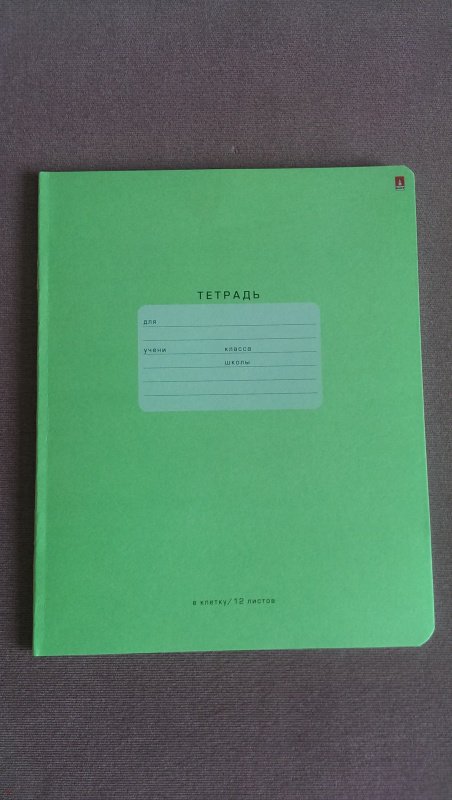 ТЕТРАДЬ
для
учени класса
школы
в клетку/12 листов